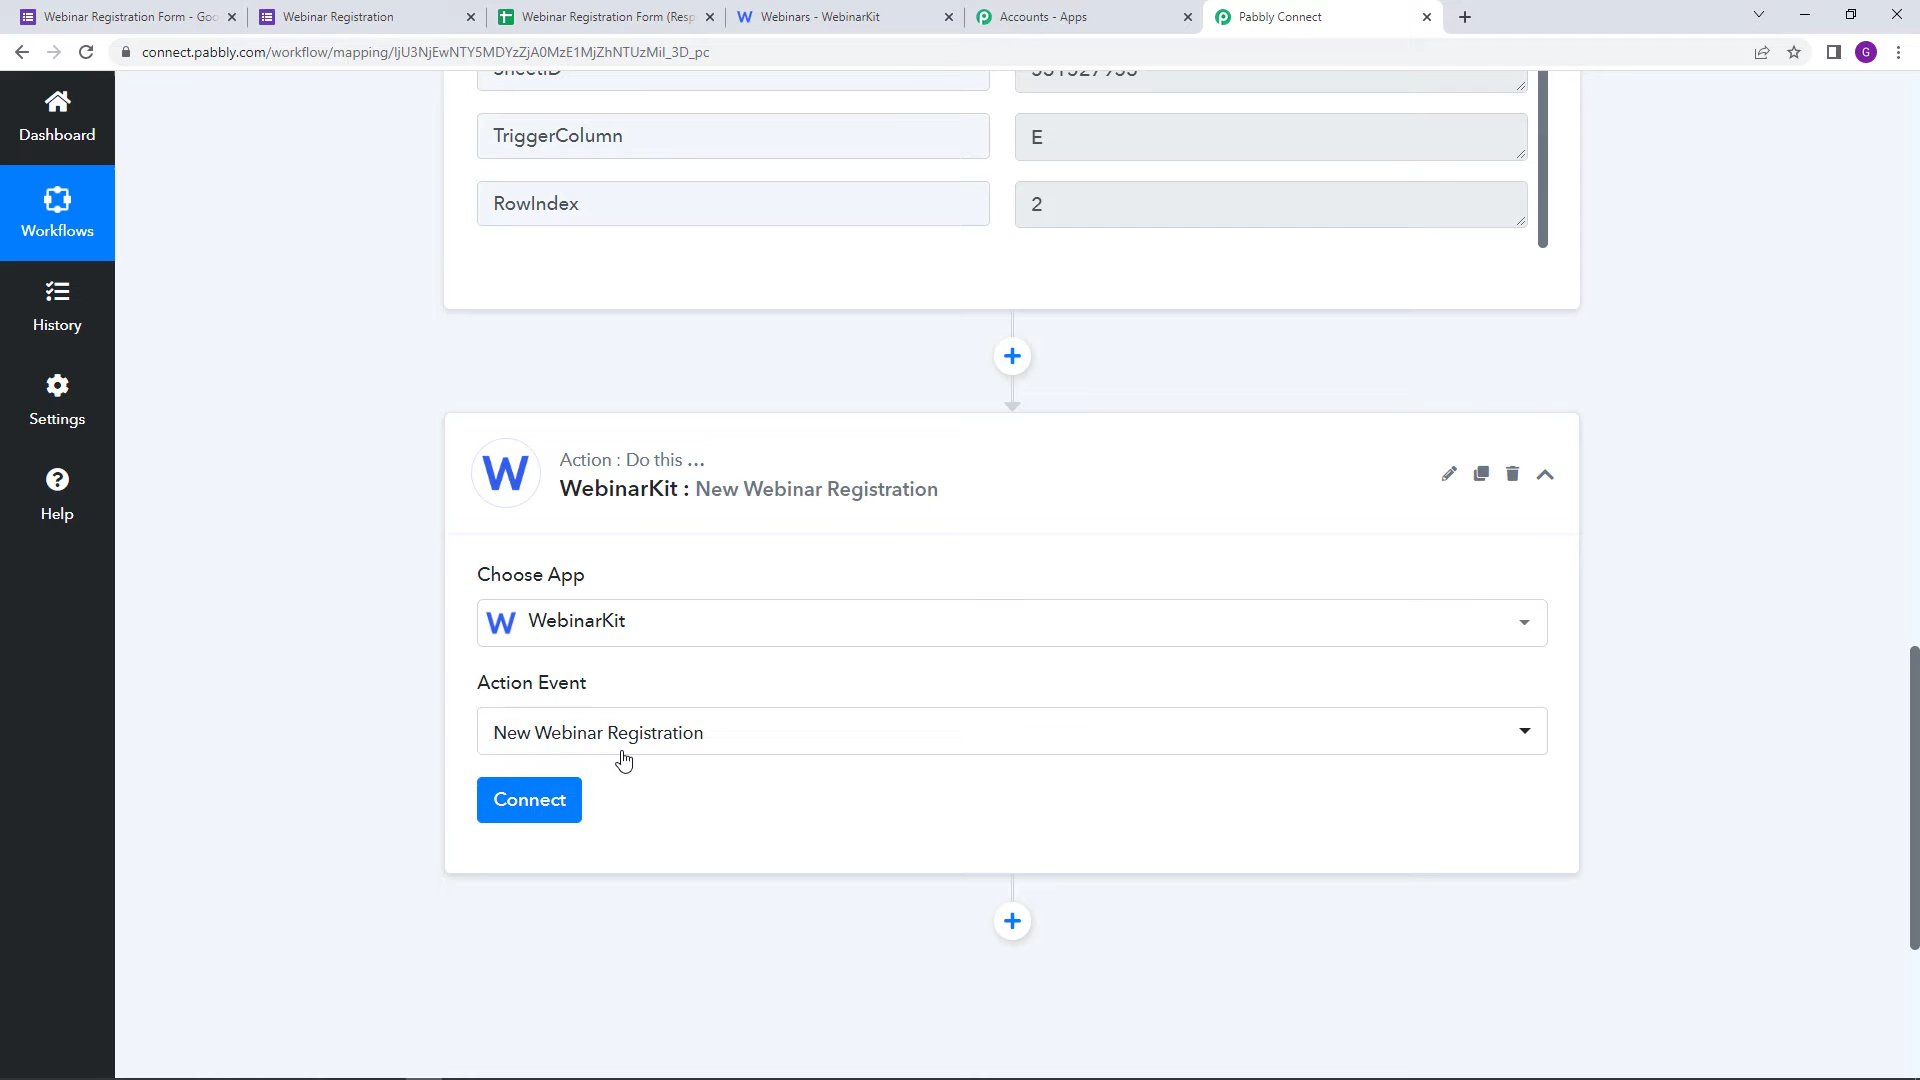 Webinar Registration Form - Goo
Webinar Registration
Webinar Registration Form (Resp
W Webinars - WebinarKit
Accounts - Apps
Pabbly Connect
connect.pabbly.com/workflow/mapping/IjU3NjEwNTY5MDYzZjA0MzE1MjZhNTUzMiI_3D_pc
G
Dashboard
Workflows
History
Settings
Help
SheetID
TriggerColumn
E
RowIndex
2
W
Action : Do this ...
WebinarKit : New Webinar Registration
Choose App
W WebinarKit
Action Event
New Webinar Registration
Connect